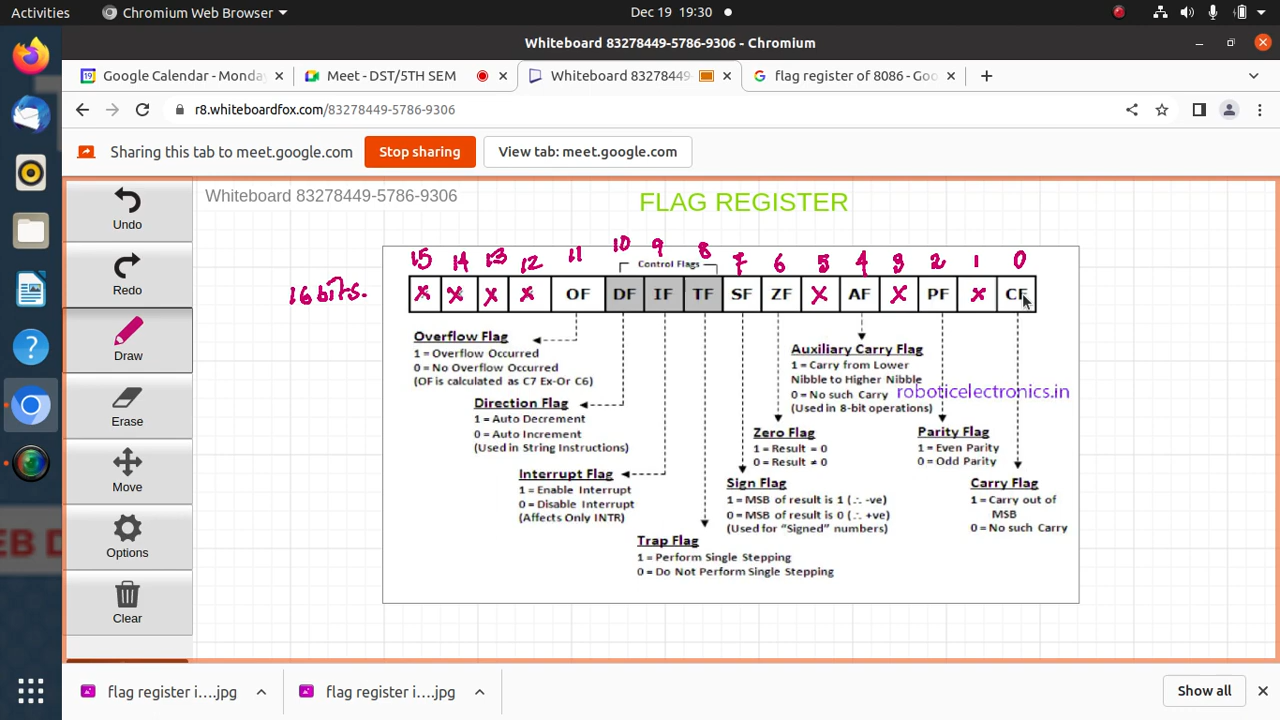 Activities
Chromium Web Browser
Dec 19 19:30
Whiteboard 83278449-5786-9306 - Chromium
19
Google Calendar - Monday
Meet - DST/5TH SEM
Whiteboard 83278449
flag register of 8086 - Goo
r8.whiteboardfox.com/83278449-5786-9306
Sharing this tab to meet.google.com
Stop sharing
View tab: meet.google.com
Undo
Redo
Draw
Erase
Move
Options
Clear
Whiteboard 83278449-5786-9306
FLAG REGISTER
15 14 13 12 11 10 9 8 7 6 5 4 3 2 1 0
Control Flags
16 bits.
X X X X OF DF IF TF SF ZF X AF X PF X CF
Overflow Flag
1 = Overflow Occurred
0 = No Overflow Occurred
(OF is calculated as C7 Ex-Or C6)
Direction Flag
1 = Auto Decrement
0 = Auto Increment
(Used in String Instructions)
Interrupt Flag
1 = Enable Interrupt
0 = Disable Interrupt
(Affects Only INTR)
Trap Flag
1 = Perform Single Stepping
0 = Do Not Perform Single Stepping
Sign Flag
1 = MSB of result is 1 (∴ -ve)
0 = MSB of result is 0 (∴ +ve)
(Used for "Signed" numbers)
Zero Flag
1 = Result = 0
0 = Result ≠ 0
Auxiliary Carry Flag
1 = Carry from Lower
Nibble to Higher Nibble
0 = No such Carry
(Used in 8-bit operations)
roboticelectronics.in
Parity Flag
1 = Even Parity
0 = Odd Parity
Carry Flag
1 = Carry out of
MSB
0 = No such Carry
flag register i....jpg
flag register i....jpg
Show all